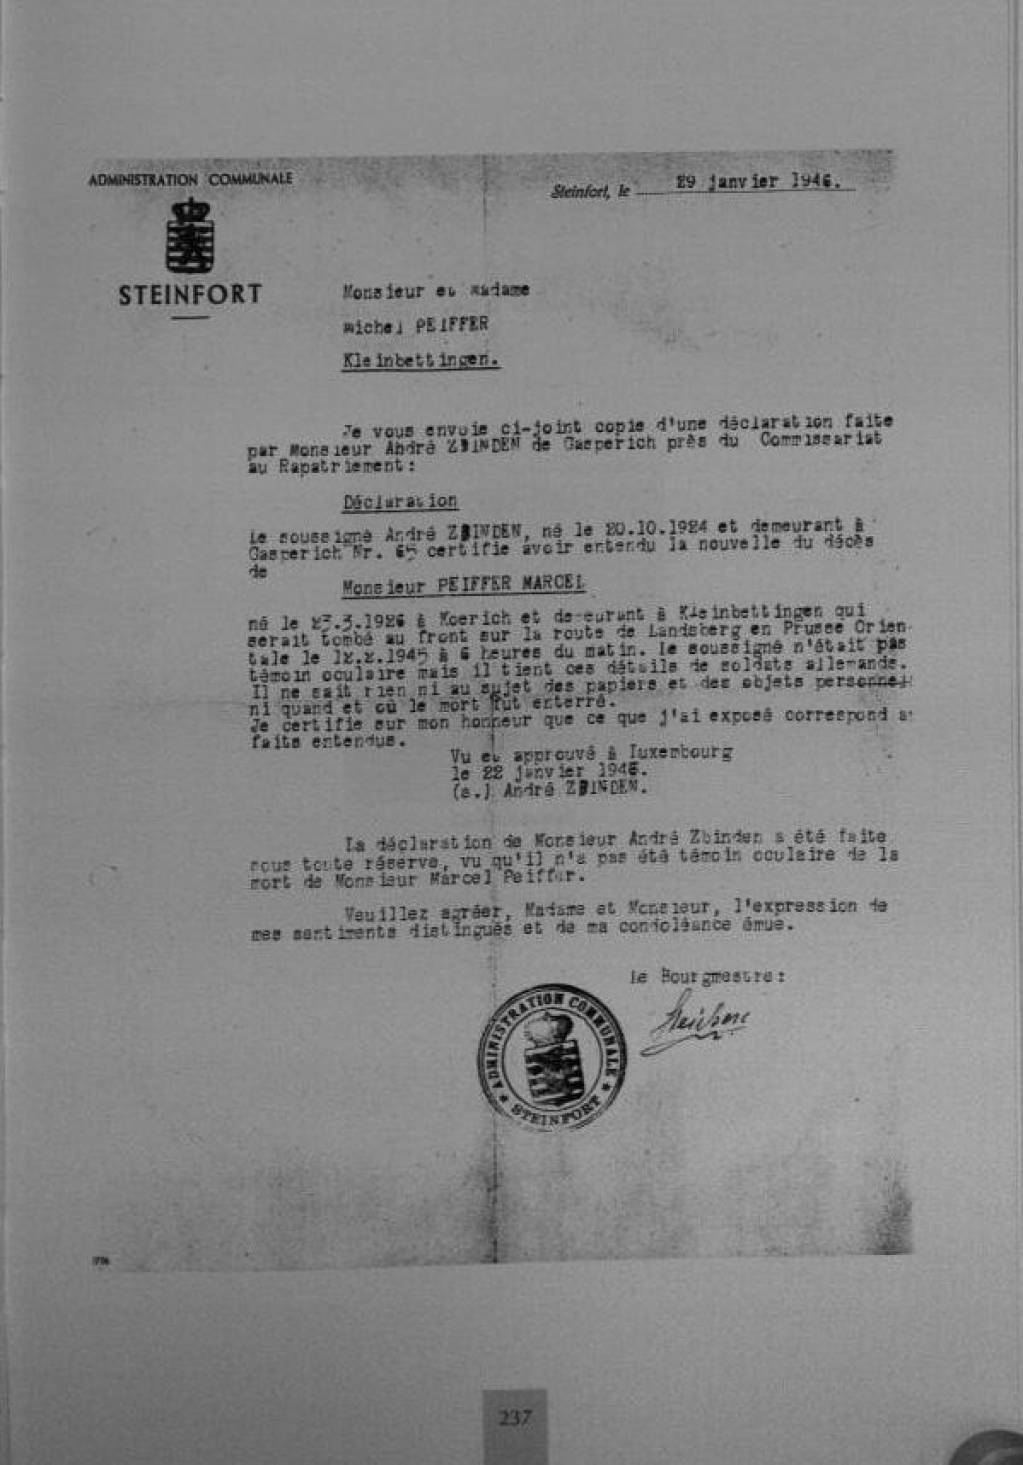 ADMINISTRATION COMMUNALE
Steinfort, le 29 janvier 1946.
STEINFORT
Monsieur et Madame
Michel PEIFFER
Kleinbettingen.
Je vous envoie ci-joint copie d'une déclaration faite
par Monsieur André ZBINDEN de Gasperich près du Commissariat
au Rapatriement:
Déclaration
Le soussigné André ZBINDEN, né le 20.10.1924 et demeurant à
Gasperich Nr. 65 certifie avoir entendu la nouvelle du décès
de
Monsieur PEIFFER MARCEL
né le 23.3.1926 à Koerich et demeurant à Kleinbettingen qui
serait tombé au front sur la route de Landsberg en Prusse Orien-
tale le 12.2.1945 à 6 heures du matin. Le soussigné n'était pas
témoin oculaire mais il tient ces détails de soldats allemands.
Il ne sait rien ni au sujet des papiers et des objets personnel
ni quand et où le mort fut enterré.
Je certifie sur mon honneur que ce que j'ai exposé correspond
faits entendus.
Vu et approuvé à Luxembourg
le 22 janvier 1946.
(s.) André ZBINDEN.
La déclaration de Monsieur André Zbinden a été faite
sous toute réserve, vu qu'il n'a pas été témoin oculaire de la
mort de Monsieur Marcel Peiffer.
Veuillez agréer, Madame et Monsieur, l'expression de
mes sentiments distingués et de ma condoléance émue.
Le Bourgmestre:
ADMINISTRATION COMMUNALE
STEINFORT
237